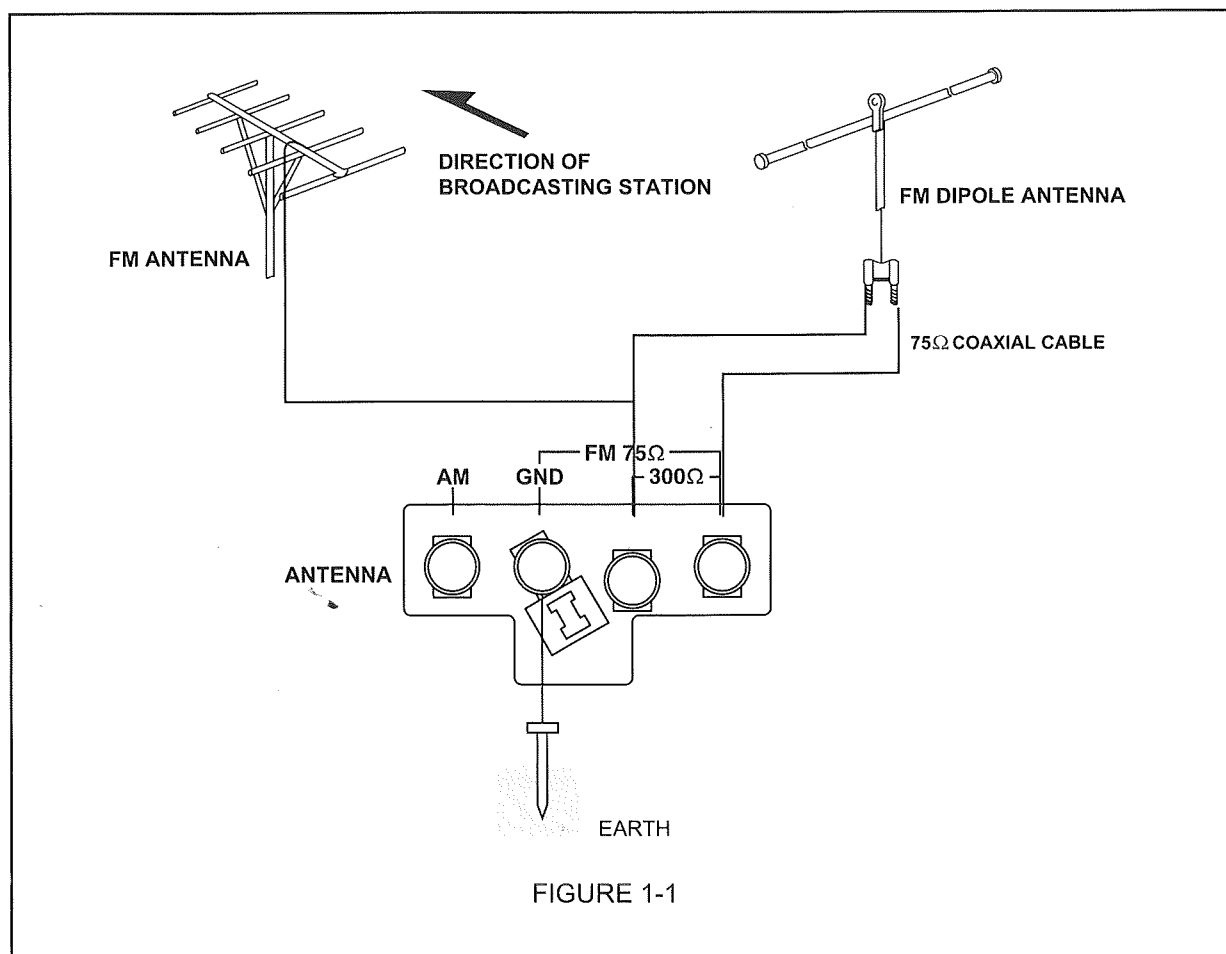 DIRECTION OF
BROADCASTING STATION
FM DIPOLE ANTENNA
FM ANTENNA
75Ω COAXIAL CABLE
FM 75Ω
AM
GND
300Ω
ANTENNA
EARTH
FIGURE 1-1